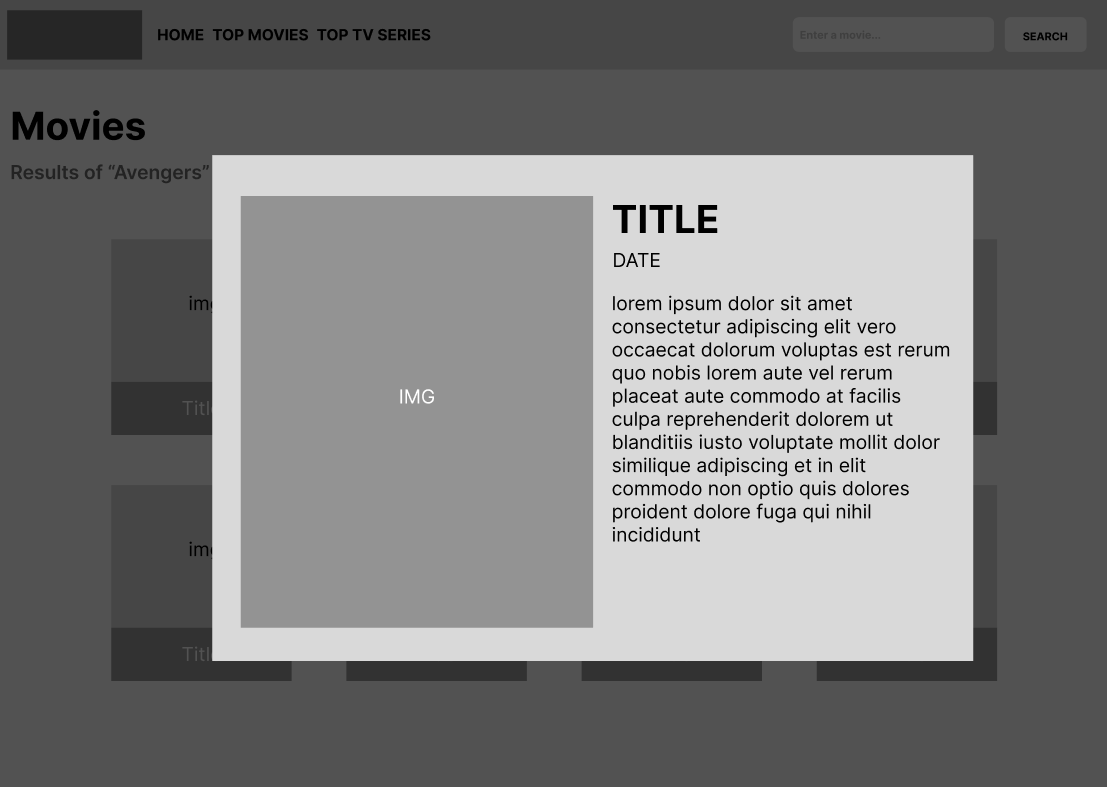 HOME TOP MOVIES TOP TV SERIES
Enter a movie...
SEARCH
Movies
Results of “Avengers”
TITLE
DATE
lorem ipsum dolor sit amet
consectetur adipiscing elit vero
occaecat dolorum voluptas est rerum
quo nobis lorem aute vel rerum
placeat aute commodo at facilis
culpa reprehenderit dolorem ut
blanditiis iusto voluptate mollit dolor
similique adipiscing et in elit
commodo non optio quis dolores
proident dolore fuga qui nihil
incididunt
IMG